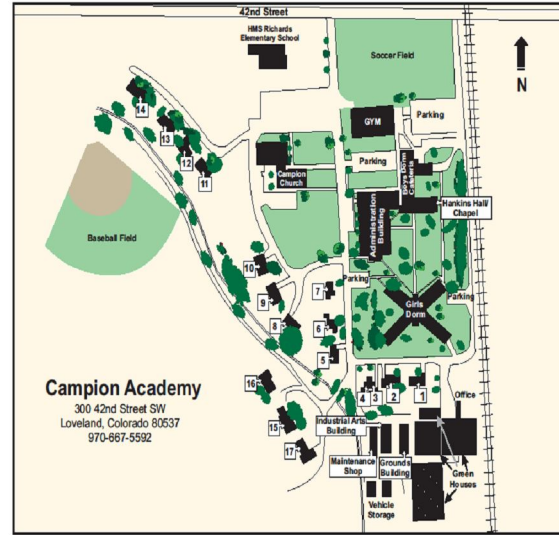 42nd Street
HMS Richards
Elementary School
Soccer Field
N
GYM
Parking
Parking
14
13
12
11
Campion
Church
Boys Dorm
Cafeteria
Hankins Hall/
Chapel
Administration
Building
Baseball Field
10
9
8
7
6
5
Parking
Girls
Dorm
Parking
Campion Academy
300 42nd Street SW
Loveland, Colorado 80537
970-667-5592
16
15
17
4
3
2
1
Office
Industrial Arts
Building
Maintenance
Shop
Grounds
Building
Green
Houses
Vehicle
Storage